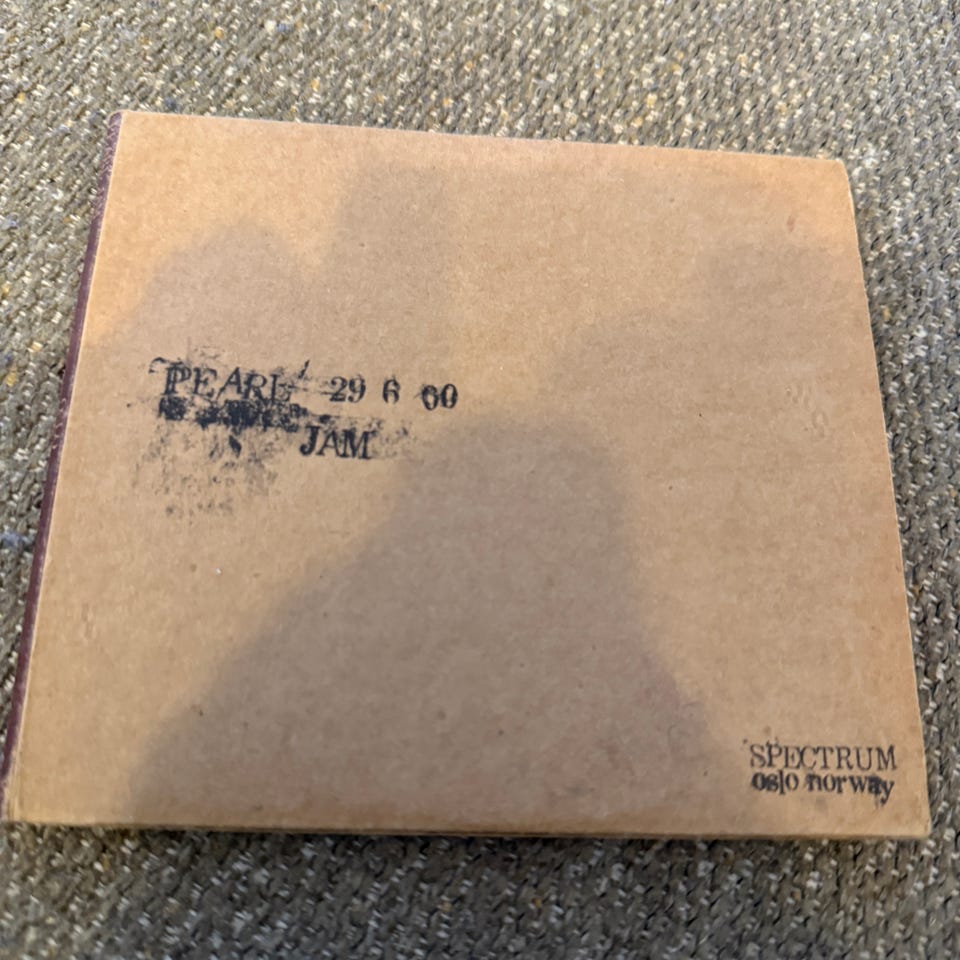 PEARL 29 6 00
JAM
SPECTRUM
oslo norway